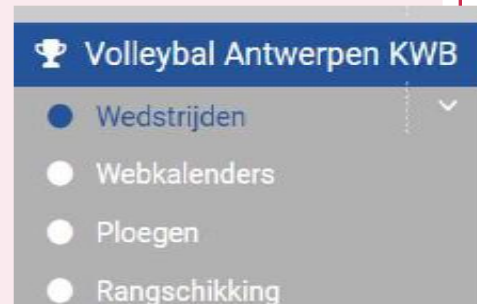 Volleybal Antwerpen KWB
Wedstrijden
Webkalenders
Ploegen
Rangschikking